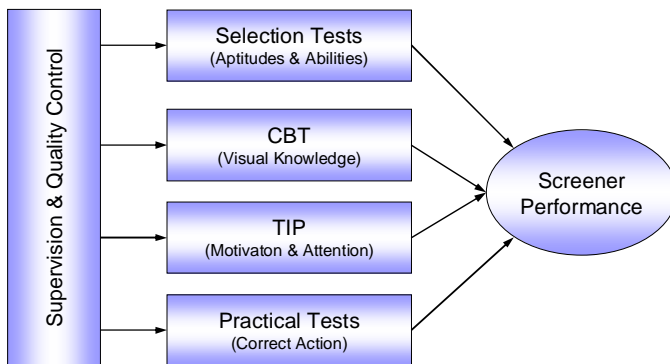 Supervision & Quality Control
Selection Tests
(Aptitudes & Abilities)
CBT
(Visual Knowledge)
TIP
(Motivaton & Attention)
Practical Tests
(Correct Action)
Screener
Performance